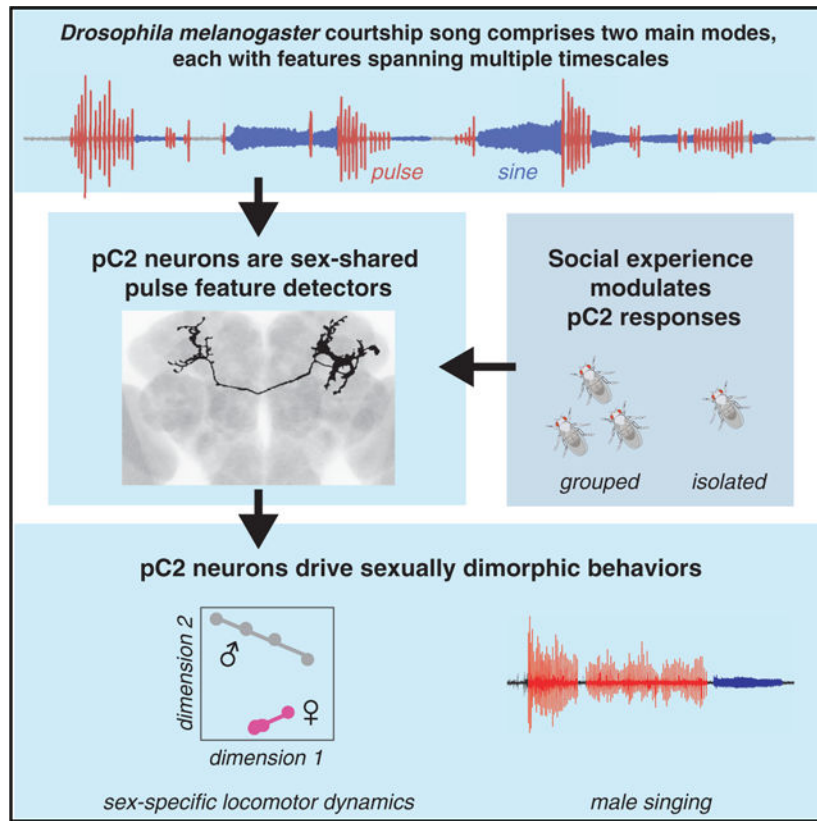 Drosophila melanogaster courtship song comprises two main modes,
each with features spanning multiple timescales
pulse
sine
pC2 neurons are sex-shared
pulse feature detectors
Social experience
modulates
pC2 responses
grouped
isolated
pC2 neurons drive sexually dimorphic behaviors
dimension 2
♂
♀
dimension 1
sex-specific locomotor dynamics
male singing